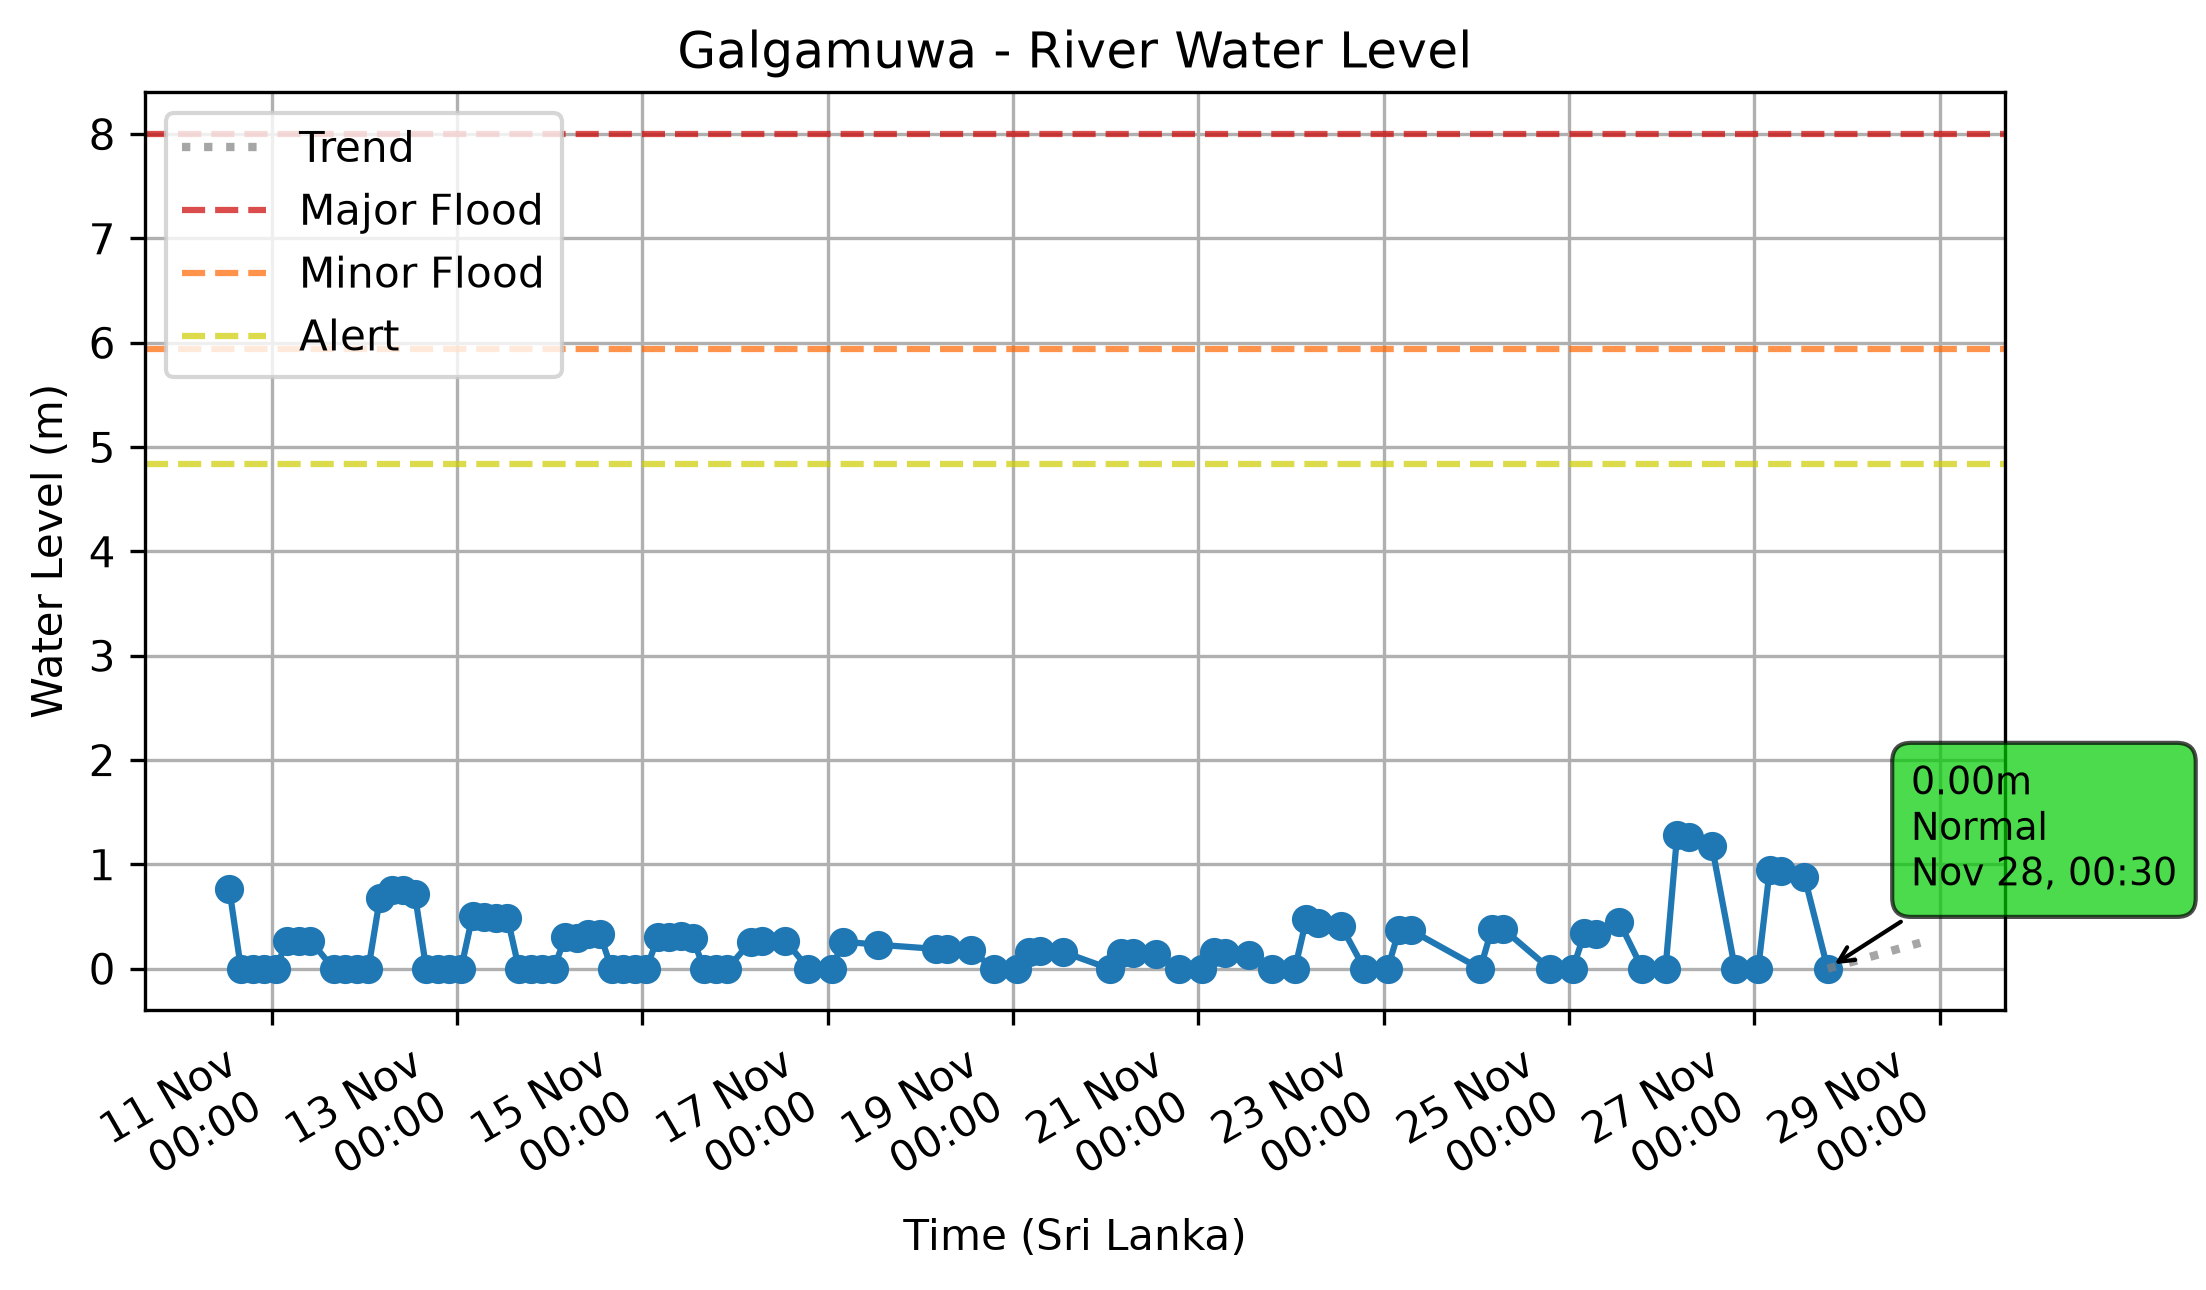 Galgamuwa - River Water Level
Trend
Major Flood
Minor Flood
Alert
8
7
6
5
4
3
2
1
0
Water Level (m)
0.00m
Normal
Nov 28, 00:30
11 Nov
00:00
13 Nov
00:00
15 Nov
00:00
17 Nov
00:00
19 Nov
00:00
21 Nov
00:00
23 Nov
00:00
25 Nov
00:00
27 Nov
00:00
29 Nov
00:00
Time (Sri Lanka)